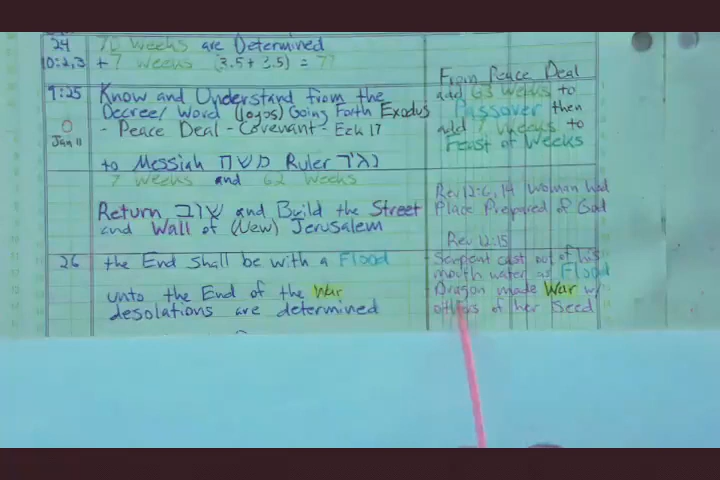 24 70 Weeks are Determined
10:2,3 + 7 weeks (3.5 + 3.5) = 7?
9:25 Know and Understand from the
Decree/Word (logos) Going Forth Exodus
0 - Peace Deal - Covenant - Ezk 17
Jan 11
to Messiah משח Ruler נגיד
7 weeks and 62 weeks
Return שוב and Build the Street
and Wall of (New) Jerusalem
26 the End shall be with a Flood
unto the End of the War
desolations are determined
From Peace Deal
add 63 weeks to
Passover then
add 7 weeks to
Feast of Weeks
Rev 12:6,14 Woman had
Place Prepared of God
Rev 12:15
Serpent cast out of his
mouth water as Flood
Dragon made War w/
others of her Seed